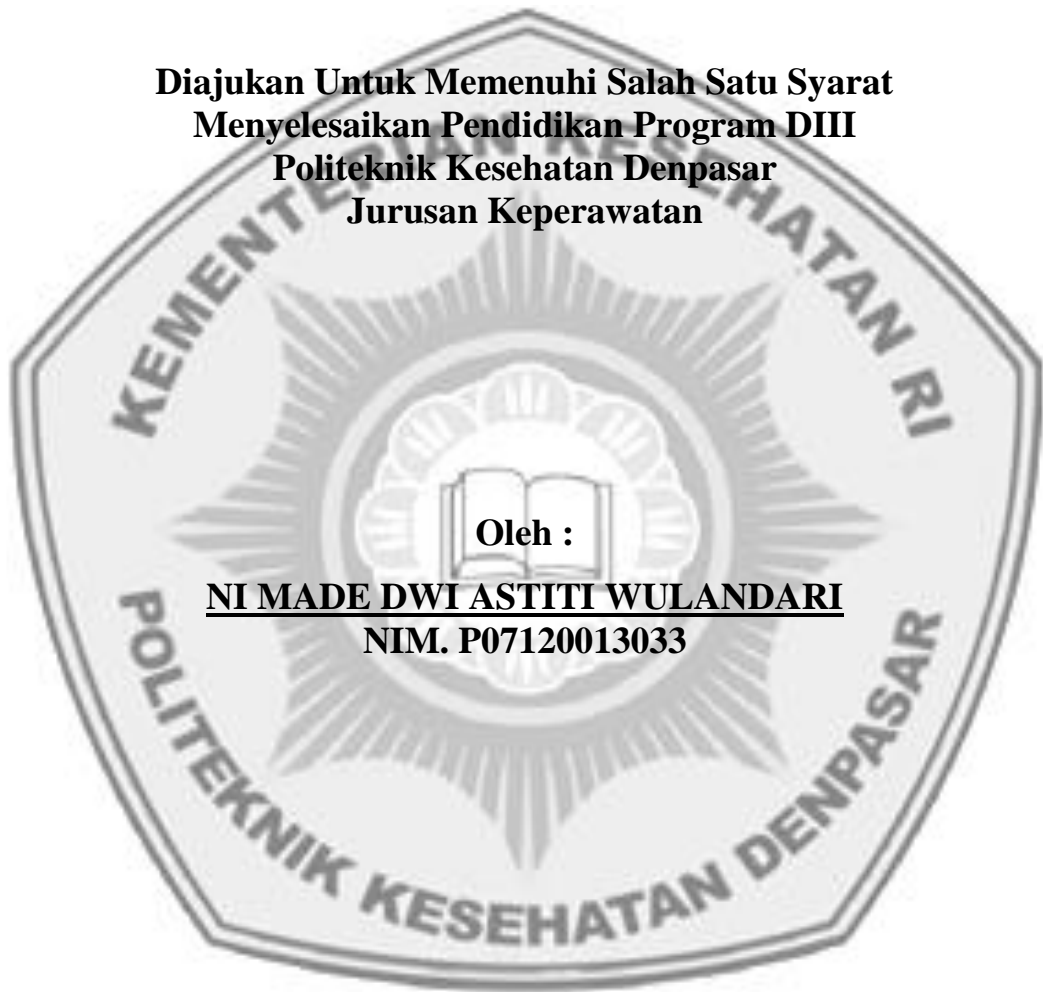 Diajukan Untuk Memenuhi Salah Satu Syarat
Menyelesaikan Pendidikan Program DIII
Politeknik Kesehatan Denpasar
Jurusan Keperawatan
KEMENTERIAN KESEHATAN RI
Oleh :
NI MADE DWI ASTITI WULANDARI
NIM. P07120013033
POLITEKNIK KESEHATAN DENPASAR